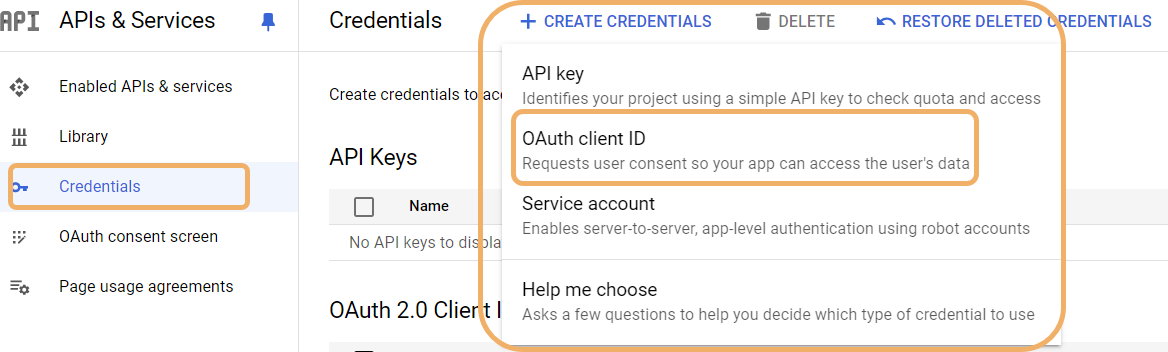 API APIs & Services
Enabled APIs & services
Library
Credentials
OAuth consent screen
Page usage agreements
Credentials
+ CREATE CREDENTIALS
DELETE
RESTORE DELETED CREDENTIALS
Create credentials to
API key
Identifies your project using a simple API key to check quota and access
OAuth client ID
Requests user consent so your app can access the user's data
Service account
Enables server-to-server, app-level authentication using robot accounts
Help me choose
Asks a few questions to help you decide which type of credential to use
API Keys
Name
No API keys to displa
OAuth 2.0 Client I